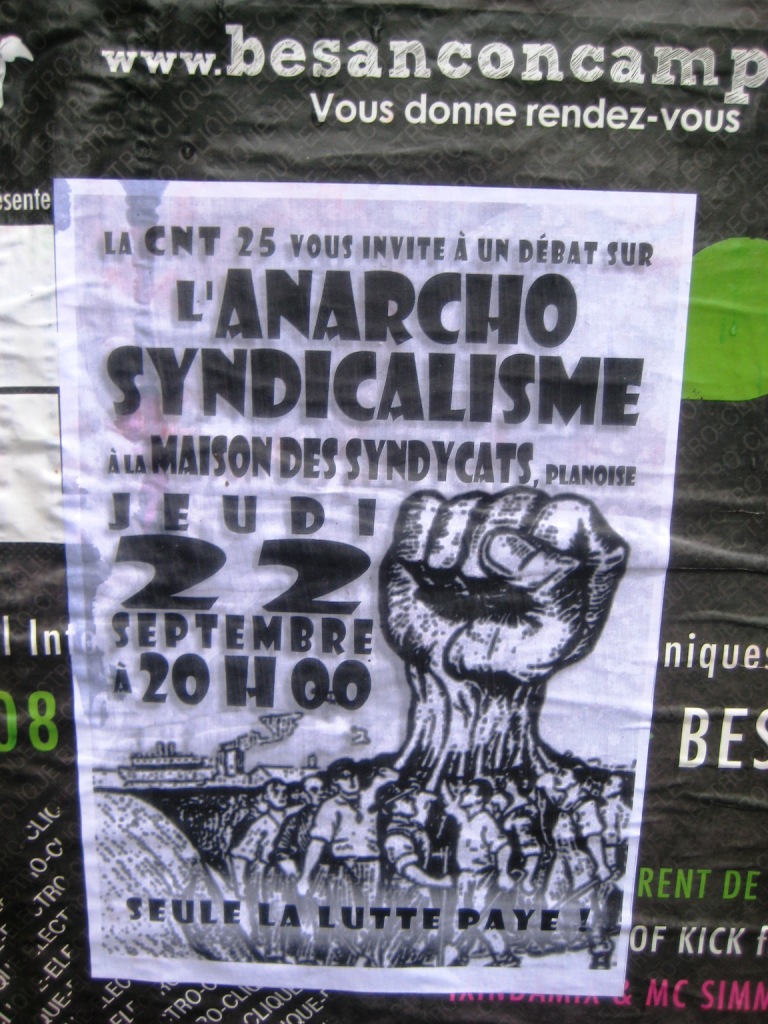 www.besanconcamp
Vous donne rendez-vous
ésente
LA CNT 25 VOUS INVITE À UN DÉBAT SUR
L'ANARCHO
SYNDICALISME
À LA MAISON DES SYNDYCATS, PLANOISE
JEUDI
22
SEPTEMBRE
À 20 H 00
l Inf
niques
08
BES
RENT DE
SEULE LA LUTTE PAYE !
OF KICK
& MC SIMM